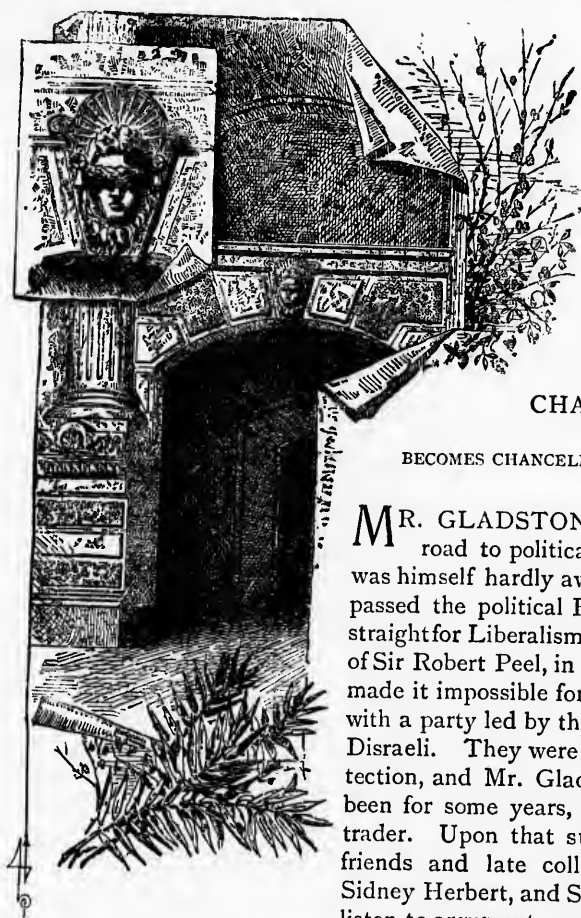 CHA
BECOMES CHANCEL
MR. GLADSTON
road to politica
was himself hardly av
passed the political
straight for Liberalism
of Sir Robert Peel, in
made it impossible for
with a party led by th
Disraeli. They were
tection, and Mr. Glad
been for some years,
trader. Upon that su
friends and late coll
Sidney Herbert, and S